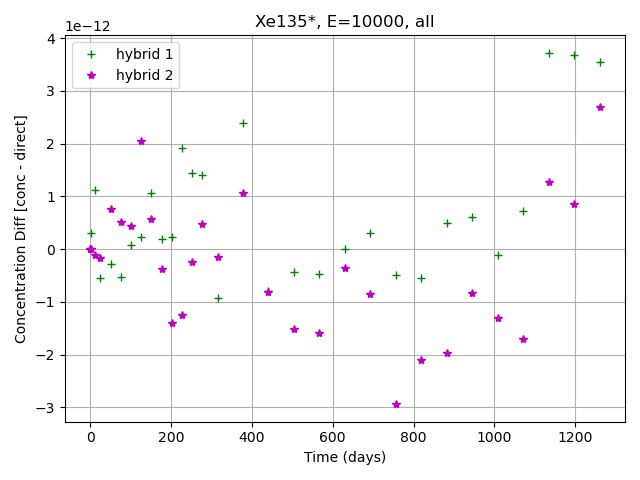 Xe135*, E=10000, all
1e−12
hybrid 1
hybrid 2
4
3
2
1
0
−1
−2
−3
Concentration Diff [conc - direct]
0 200 400 600 800 1000 1200
Time (days)